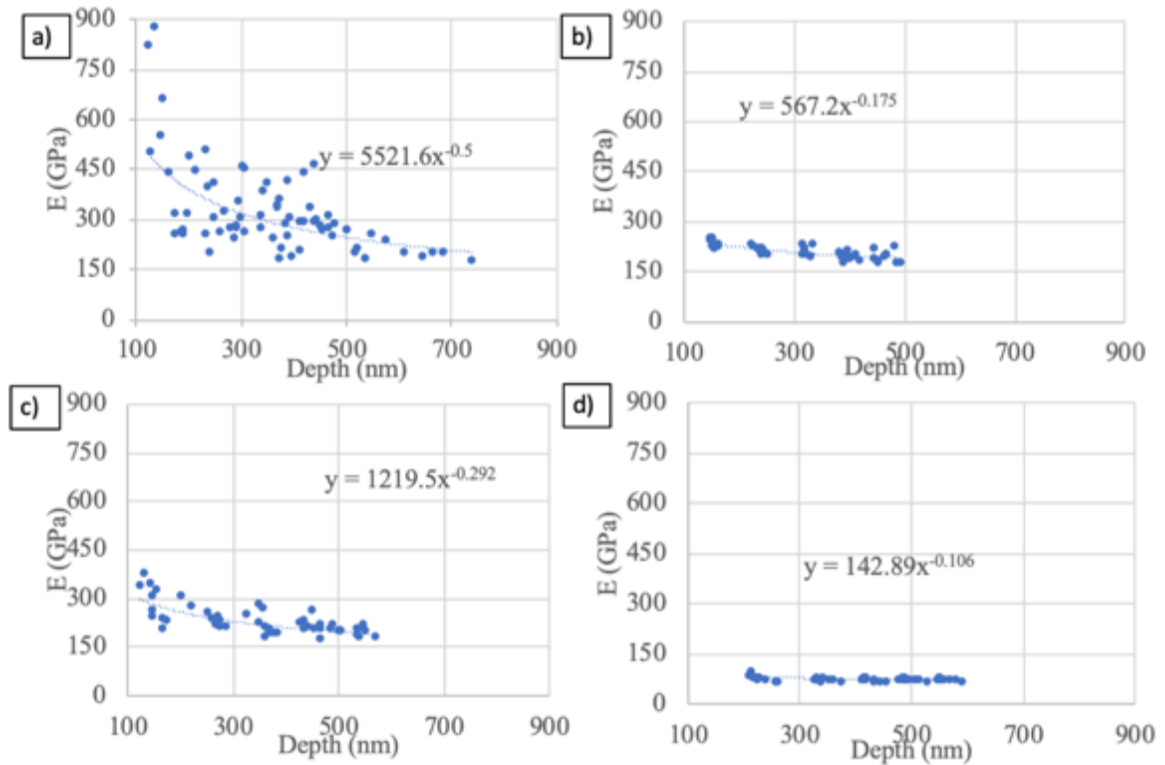 a)
900
750
600
450
300
150
0
E (GPa)
y = 5521.6x^-0.5
100 300 500 700 900
Depth (nm)
b)
900
750
600
450
300
150
0
E (GPa)
y = 567.2x^-0.175
100 300 500 700 900
Depth (nm)
c)
900
750
600
450
300
150
0
E (GPa)
y = 1219.5x^-0.292
100 300 500 700 900
Depth (nm)
d)
900
750
600
450
300
150
0
E (GPa)
y = 142.89x^-0.106
100 300 500 700 900
Depth (nm)